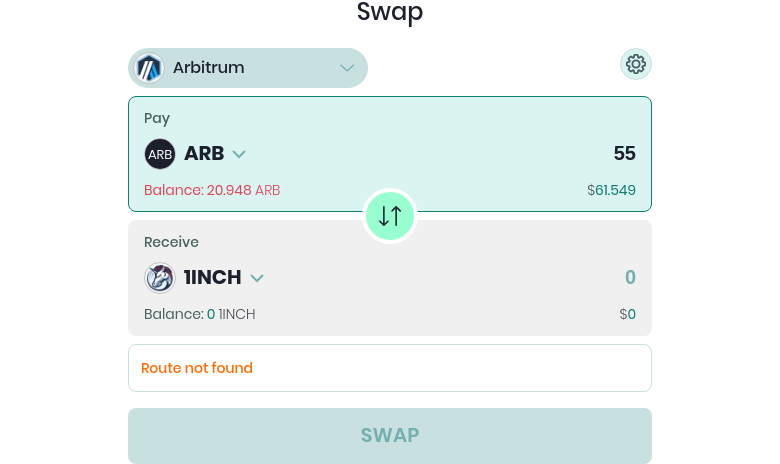 Swap
Arbitrum
Pay
ARB ARB 55
Balance: 20.948 ARB $61.549
Receive
1INCH 0
Balance: 0 1INCH $0
Route not found
SWAP